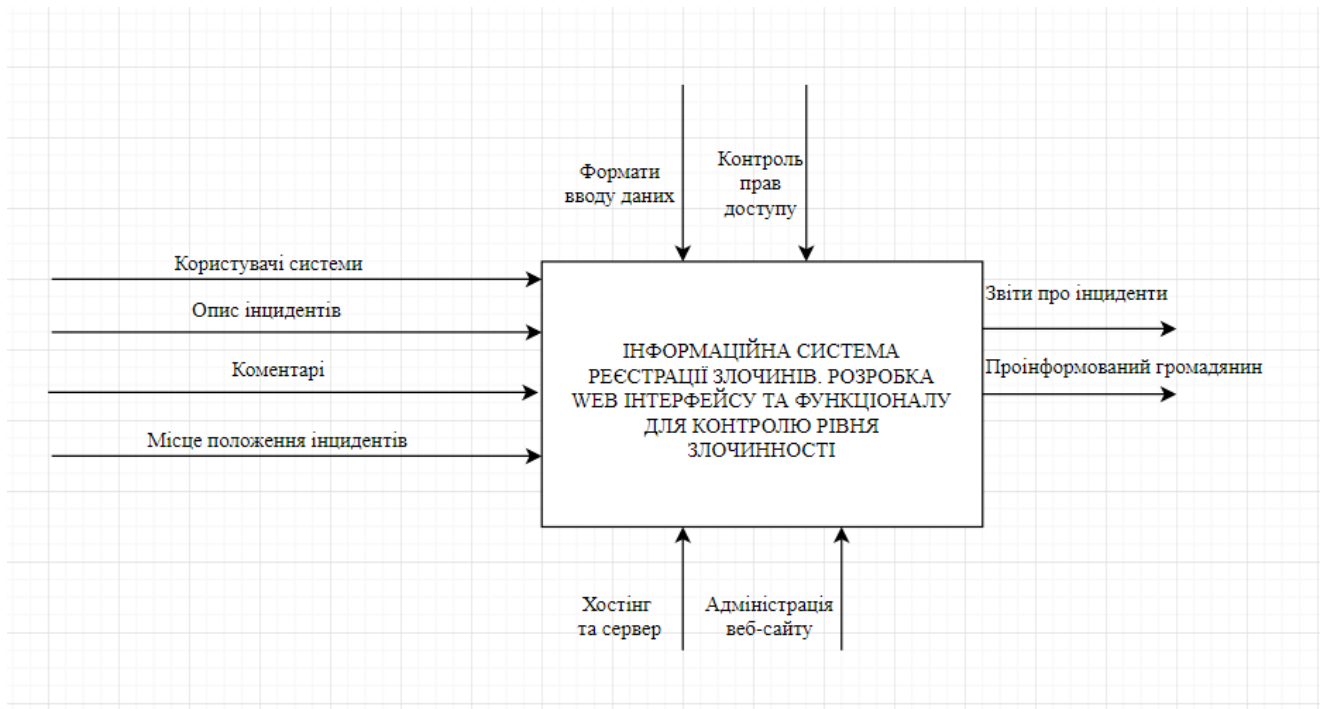 Формати
вводу даних
Контроль
прав
доступу
Користувачі системи
Опис інцидентів
Коментарі
Місце положення інцидентів
ІНФОРМАЦІЙНА СИСТЕМА
РЕЄСТРАЦІЇ ЗЛОЧИНІВ. РОЗРОБКА
WEB ІНТЕРФЕЙСУ ТА ФУНКЦІОНАЛУ
ДЛЯ КОНТРОЛЮ РІВНЯ
ЗЛОЧИННОСТІ
Звіти про інциденти
Проінформований громадянин
Хостінг
та сервер
Адміністрація
веб-сайту